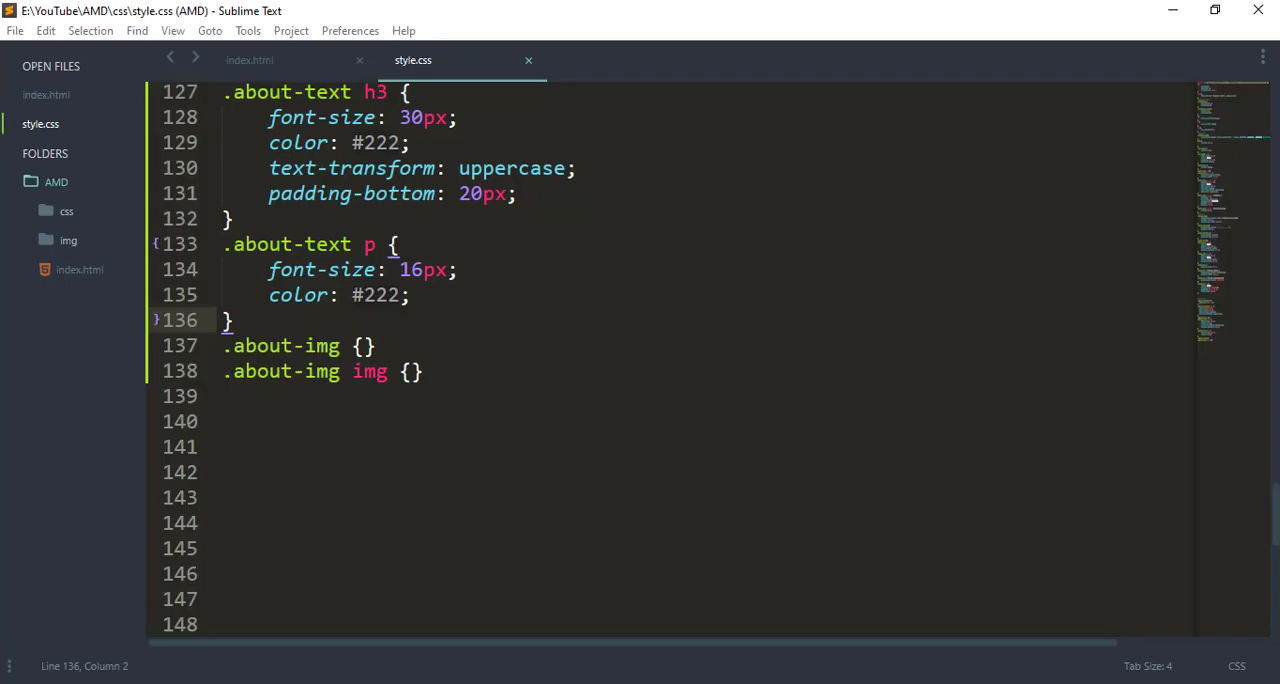 E:\YouTube\AMD\css\style.css (AMD) - Sublime Text
File Edit Selection Find View Goto Tools Project Preferences Help
OPEN FILES
index.html
style.css
FOLDERS
AMD
css
img
index.html
index.html × style.css ×
127 .about-text h3 {
128 font-size: 30px;
129 color: #222;
130 text-transform: uppercase;
131 padding-bottom: 20px;
132 }
133 .about-text p {
134 font-size: 16px;
135 color: #222;
136 }
137 .about-img {}
138 .about-img img {}
139
140
141
142
143
144
145
146
147
148
Line 136, Column 2 Tab Size: 4 CSS